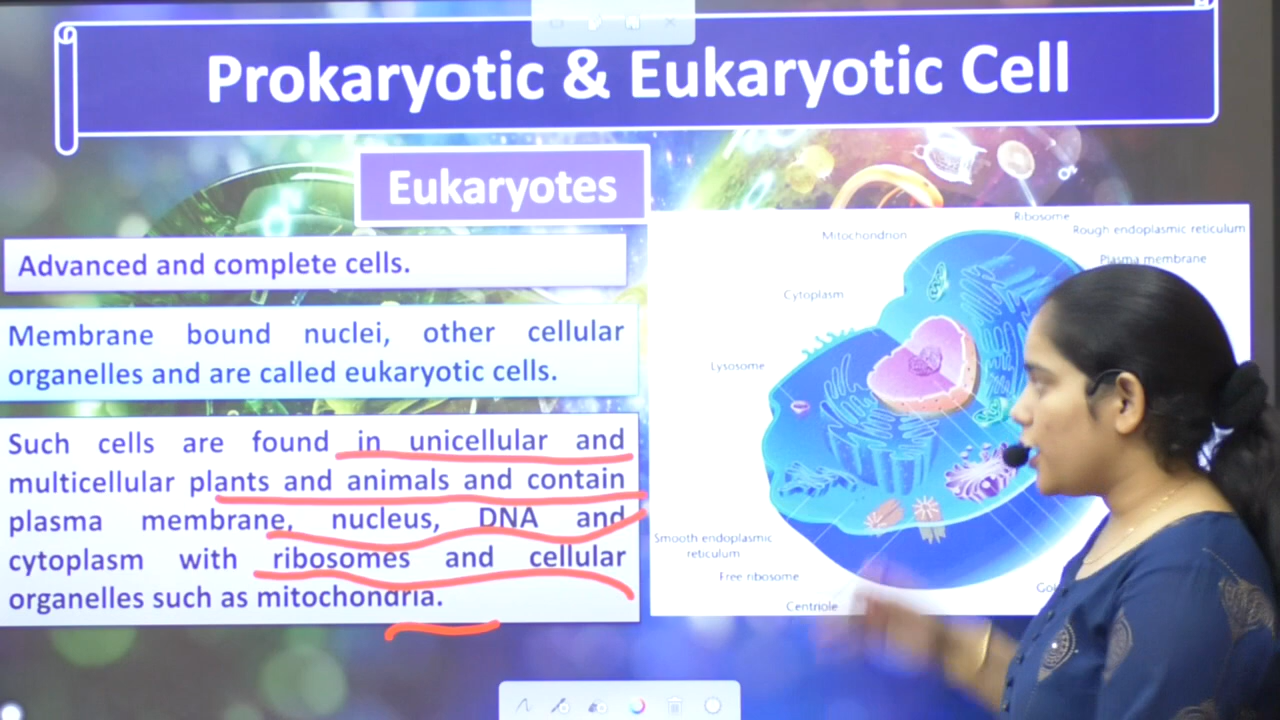 Prokaryotic & Eukaryotic Cell
Eukaryotes
Advanced and complete cells.
Membrane bound nuclei, other cellular
organelles and are called eukaryotic cells.
Such cells are found in unicellular and
multicellular plants and animals and contain
plasma membrane, nucleus, DNA and
cytoplasm with ribosomes and cellular
organelles such as mitochondria.
Ribosome
Mitochondrion
Rough endoplasmic reticulum
Plasma membrane
Cytoplasm
Lysosome
Smooth endoplasmic
reticulum
Free ribosome
Centriole